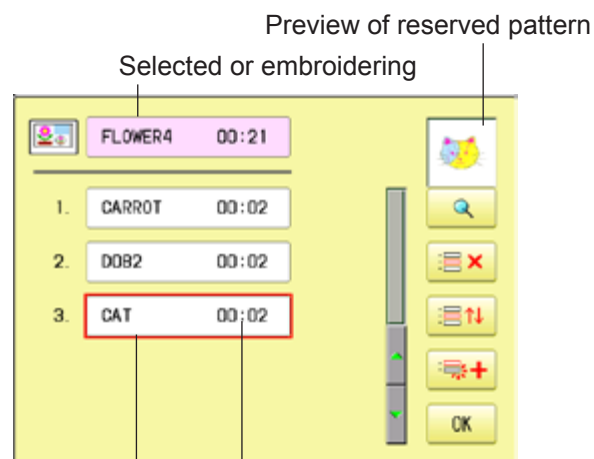 Preview of reserved pattern
Selected or embroidering
FLOWER4 00:21
1. CARROT 00:02
2. DOB2 00:02
3. CAT 00:02
OK